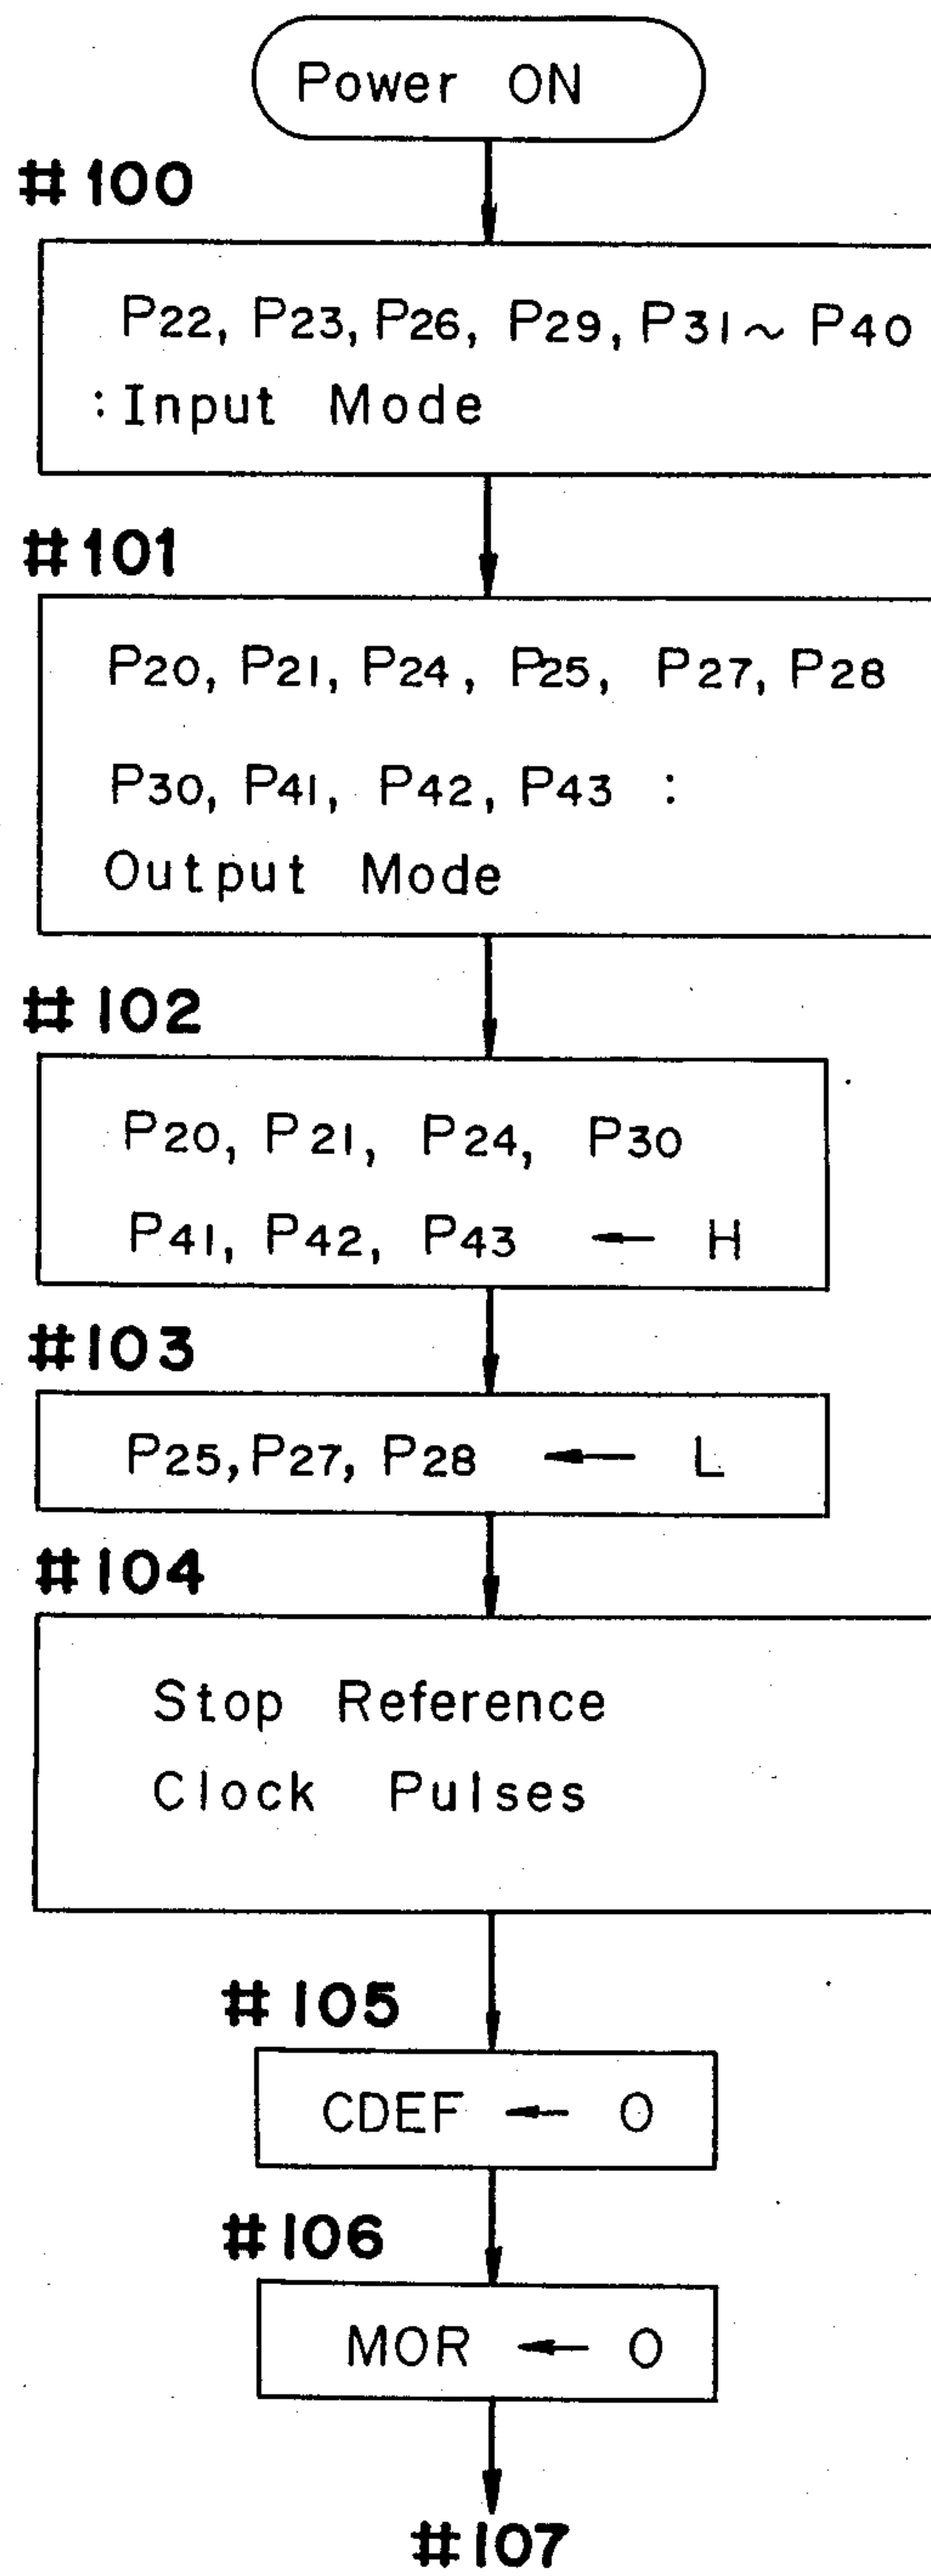 Power ON
#100
P22, P23, P26, P29, P31~P40
:Input Mode
#101
P20, P21, P24, P25, P27, P28
P30, P41, P42, P43 :
Output Mode
#102
P20, P21, P24, P30
P41, P42, P43 ← H
#103
P25, P27, P28 ← L
#104
Stop Reference
Clock Pulses
#105
CDEF ← O
#106
MOR ← O
#107